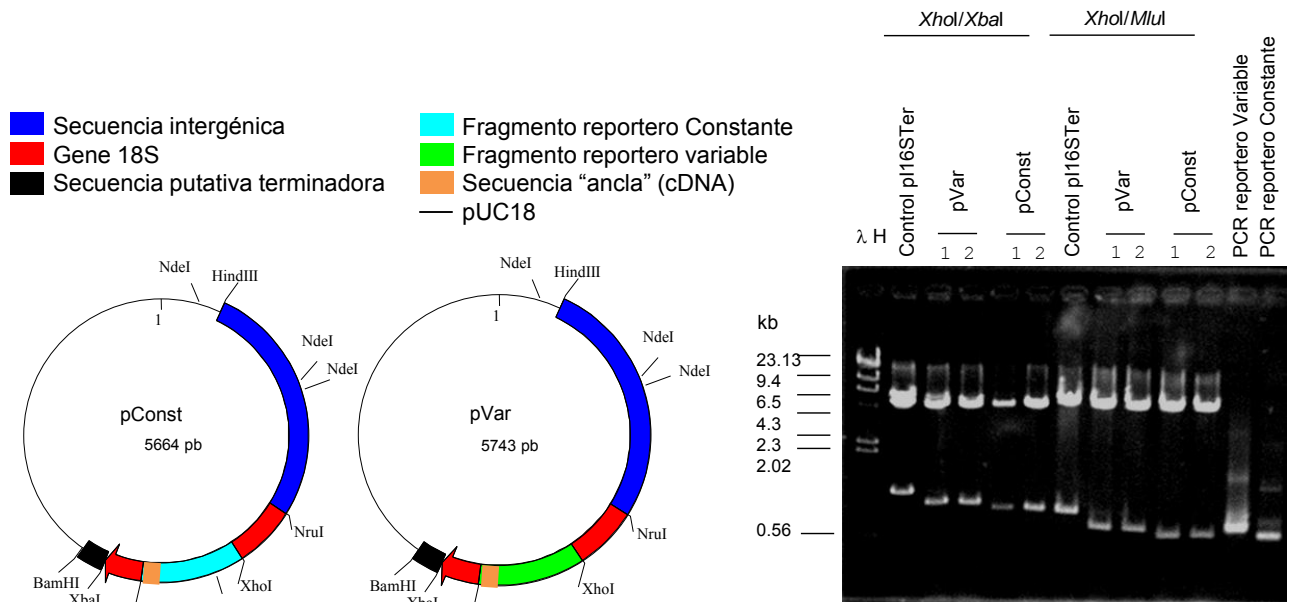 Secuencia intergénica
Gene 18S
Secuencia putativa terminadora
Fragmento reportero Constante
Fragmento reportero variable
Secuencia “ancla” (cDNA)
pUC18
NdeI
HindIII
1
NdeI
NdeI
pConst
5664 pb
NruI
XhoI
BamHI
XbaI
NdeI
HindIII
1
NdeI
NdeI
pVar
5743 pb
NruI
XhoI
BamHI
XbaI
XhoI/XbaI
XhoI/MluI
λ H
Control pI16STer
pVar
1 2
pConst
1 2
Control pI16STer
pVar
1 2
pConst
1 2
PCR reportero Variable
PCR reportero Constante
kb
23.13
9.4
6.5
4.3
2.3
2.02
0.56